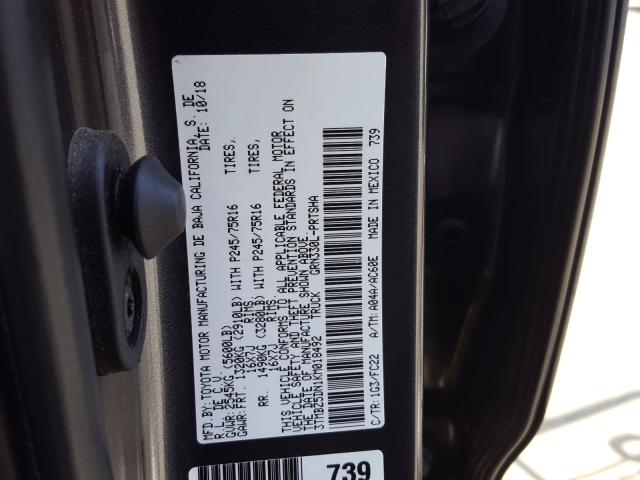 MFD.BY:TOYOTA MOTOR MANUFACTURING DE BAJA CALIFORNIA, S. DE
R.L. DE C.V. DATE: 10/18
GVWR:2545KG(5600LB)
GAWR:FRT. 1320KG (2910LB) WITH P245/75R16 TIRES,
16X7J RIMS,
RR. 1490KG (3280LB) WITH P245/75R16 TIRES,
16X7J RIMS,
THIS VEHICLE CONFORMS TO ALL APPLICABLE FEDERAL MOTOR
VEHICLE SAFETY AND THEFT PREVENTION STANDARDS IN EFFECT ON
THE DATE OF MANUFACTURE SHOWN ABOVE.
3TMBZ5DN1KM018492 TRUCK GRN330L-PRTSHA
C/TR: 1G3/FC22 A/TM: A04A/AC60E MADE IN MEXICO 739
739